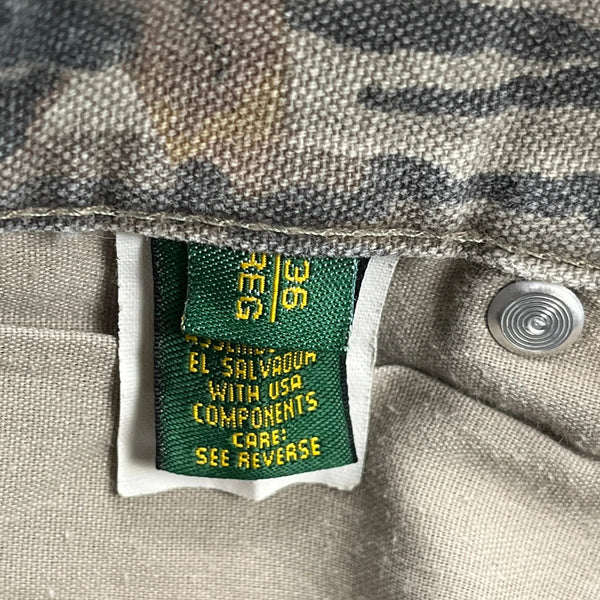 36
REG
EL SALVADOR
WITH USA
COMPONENTS
CARE:
SEE REVERSE